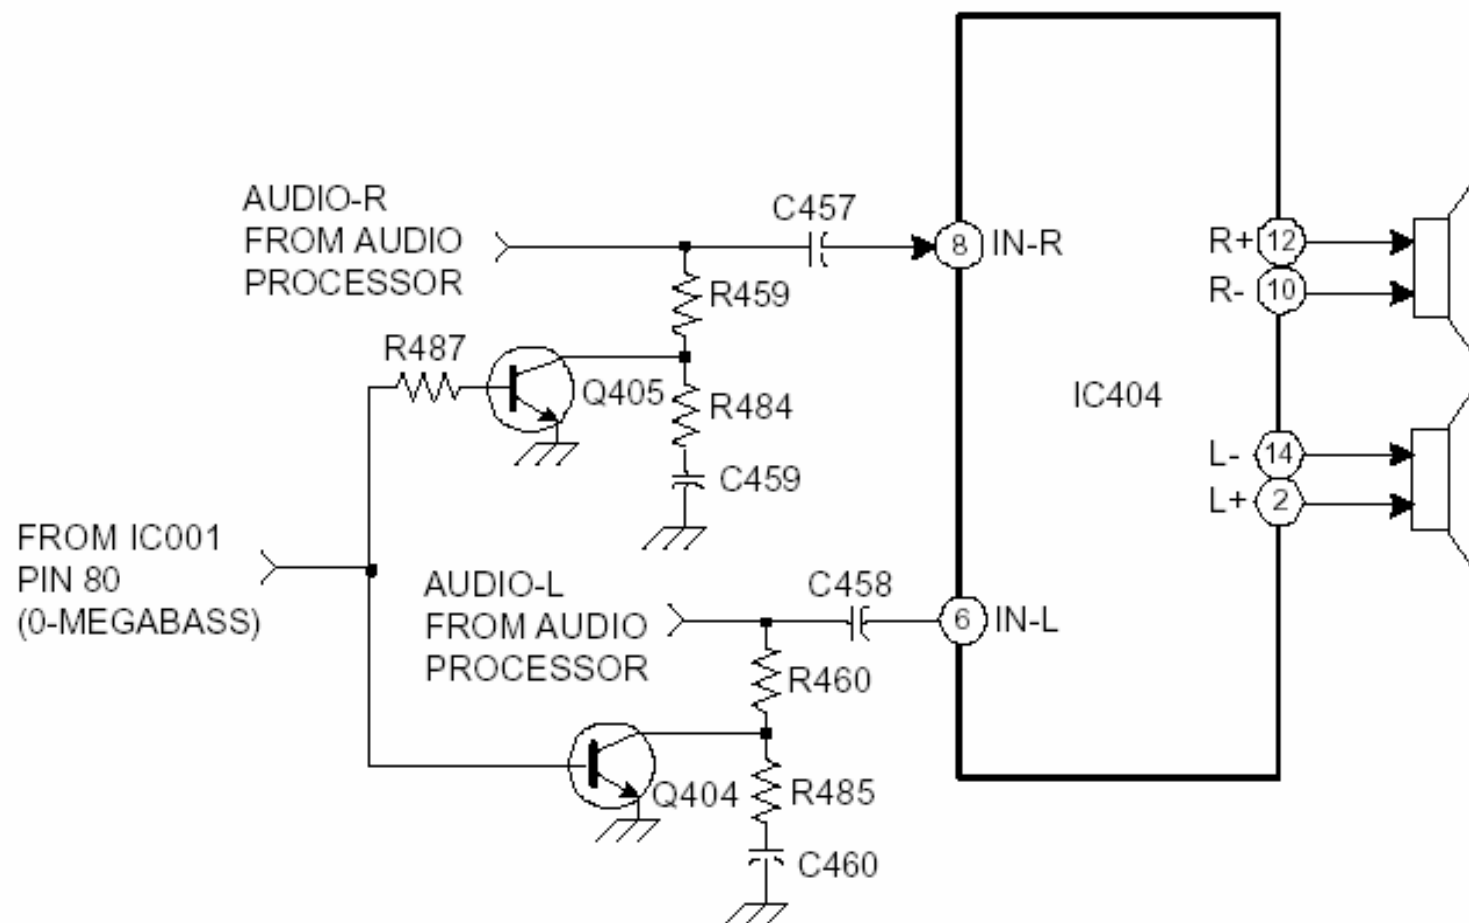 AUDIO-R
FROM AUDIO
PROCESSOR
C457
8
IN-R
R+
12
R-
10
R459
R487
Q405
R484
IC404
C459
L-
14
L+
2
FROM IC001
PIN 80
(0-MEGABASS)
AUDIO-L
FROM AUDIO
PROCESSOR
C458
6
IN-L
R460
Q404
R485
C460